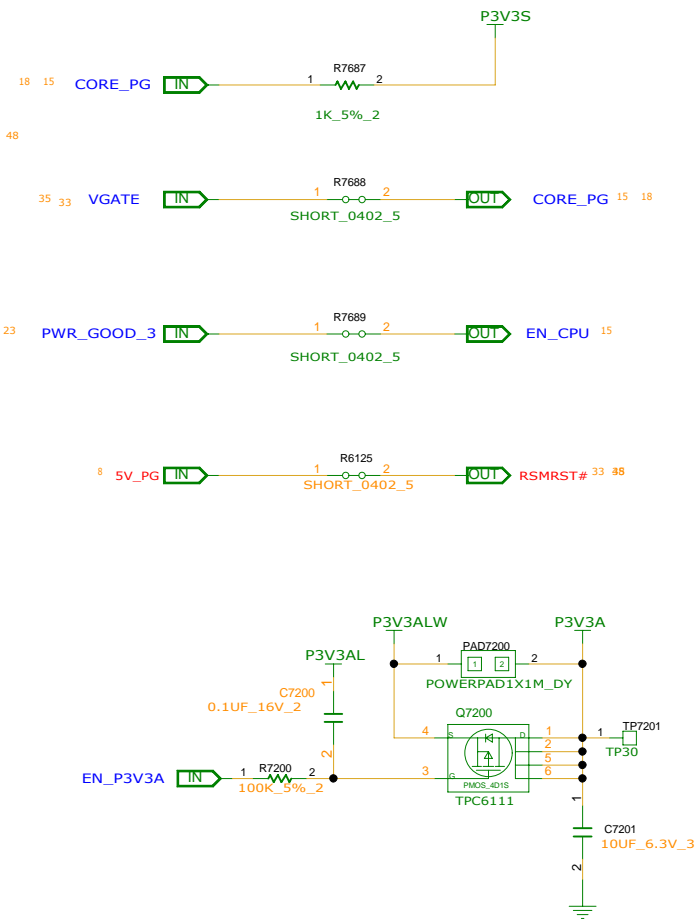 P3V3S
18 15 CORE_PG IN 1 R7687 2
1K_5%_2
48
35 33 VGATE IN 1 R7688 2 OUT CORE_PG 15 18
SHORT_0402_5
23 PWR_GOOD_3 IN 1 R7689 2 OUT EN_CPU 15
SHORT_0402_5
8 5V_PG IN 1 R6125 2 OUT RSMRST# 33
SHORT_0402_5
P3V3ALW P3V3A
P3V3AL 1 PAD7200 1 2 2
POWERPAD1X1M_DY
1
C7200
0.1UF_16V_2
2
Q7200
4 S D 1 1 TP7201
2 TP30
5
EN_P3V3A IN 1 R7200 2 3 G 6
100K_5%_2 PMOS_4D1S
TPC6111
1
C7201
10UF_6.3V_3
2